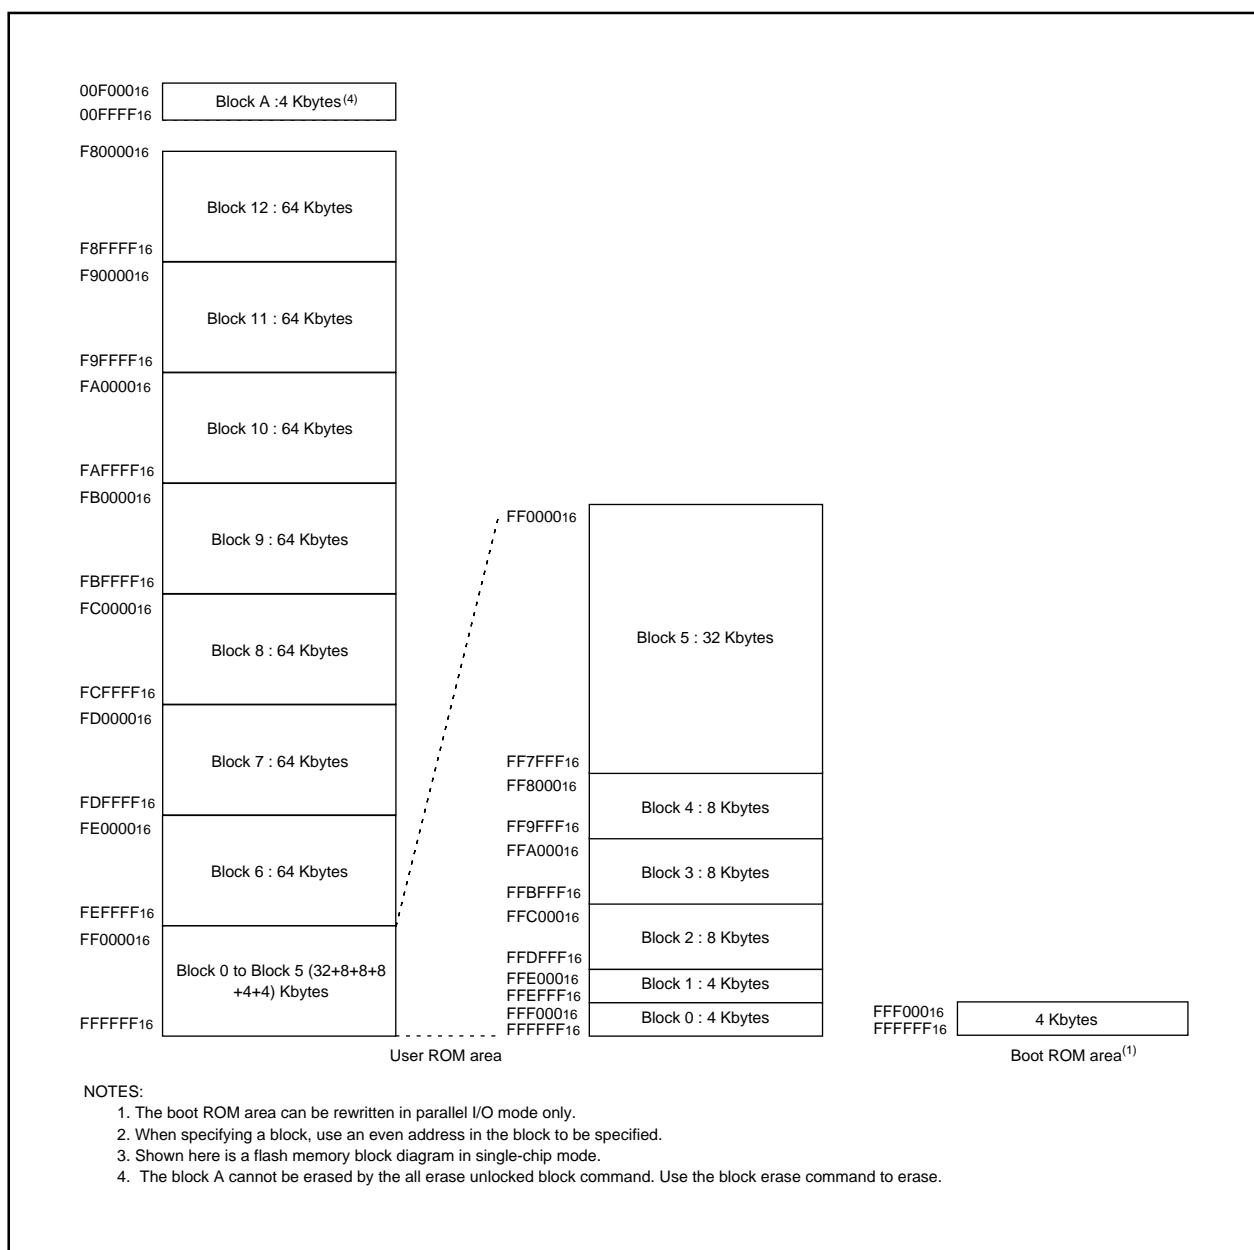 00F00016
Block A :4 Kbytes(4)
00FFFF16
F8000016
Block 12 : 64 Kbytes
F8FFFF16
F9000016
Block 11 : 64 Kbytes
F9FFFF16
FA000016
Block 10 : 64 Kbytes
FAFFFF16
FB000016
Block 9 : 64 Kbytes
FBFFFF16
FC000016
Block 8 : 64 Kbytes
FCFFFF16
FD000016
Block 7 : 64 Kbytes
FDFFFF16
FE000016
Block 6 : 64 Kbytes
FEFFFF16
FF000016
Block 0 to Block 5 (32+8+8+8
+4+4) Kbytes
FFFFFF16
FF000016
Block 5 : 32 Kbytes
FF7FFF16
FF800016
Block 4 : 8 Kbytes
FF9FFF16
FFA00016
Block 3 : 8 Kbytes
FFBFFF16
FFC00016
Block 2 : 8 Kbytes
FFDFFF16
FFE00016
Block 1 : 4 Kbytes
FFEFFF16
FFF00016
Block 0 : 4 Kbytes
FFFFFF16
User ROM area
FFF00016
4 Kbytes
FFFFFF16
Boot ROM area(1)
NOTES:
1. The boot ROM area can be rewritten in parallel I/O mode only.
2. When specifying a block, use an even address in the block to be specified.
3. Shown here is a flash memory block diagram in single-chip mode.
4. The block A cannot be erased by the all erase unlocked block command. Use the block erase command to erase.